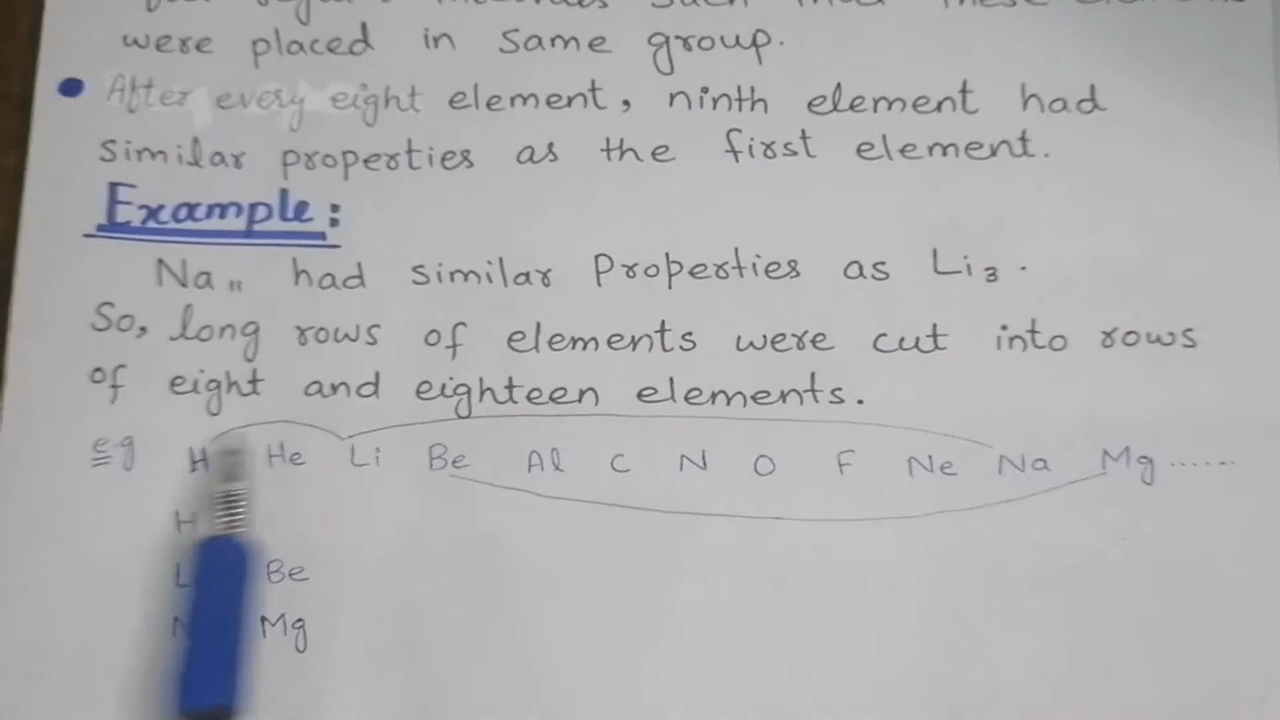 were placed in same group.
• After every eight element, ninth element had
similar properties as the first element.
Example:
Na₁₁ had similar Properties as Li₃.
So, long rows of elements were cut into rows
of eight and eighteen elements.
eg H He Li Be Al C N O F Ne Na Mg......
H
L Be
N Mg